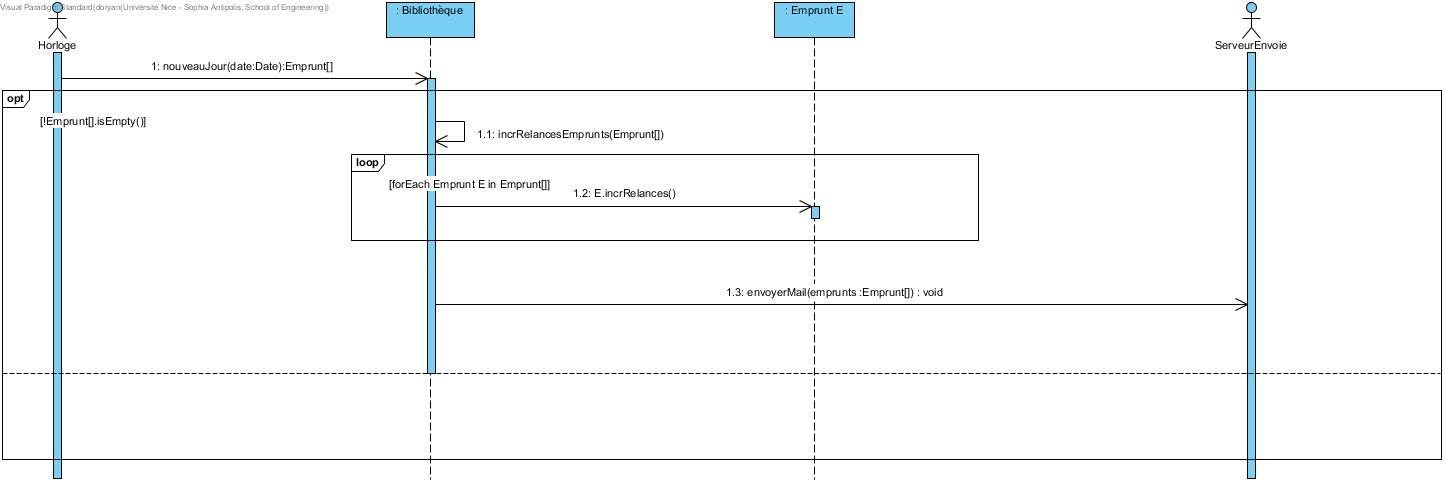 Visual Paradigm Standard(doryan(Université Nice - Sophia Antipolis, School of Engineering))
: Bibliothèque
: Emprunt E
Horloge
ServeurEnvoie
1: nouveauJour(date:Date):Emprunt[]
opt
[!Emprunt[].isEmpty()]
1.1: incrRelancesEmprunts(Emprunt[])
loop
[forEach Emprunt E in Emprunt[]]
1.2: E.incrRelances()
1.3: envoyerMail(emprunts :Emprunt[]) : void